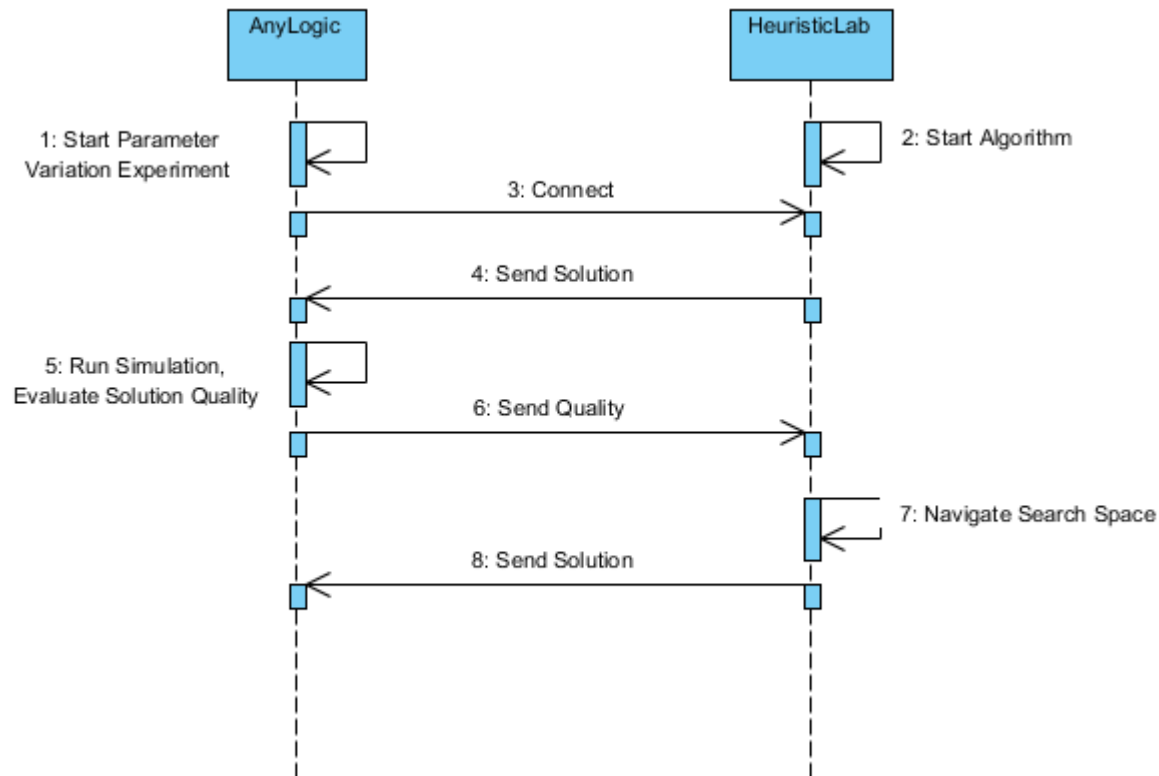 AnyLogic
HeuristicLab
1: Start Parameter
Variation Experiment
2: Start Algorithm
3: Connect
4: Send Solution
5: Run Simulation,
Evaluate Solution Quality
6: Send Quality
7: Navigate Search Space
8: Send Solution